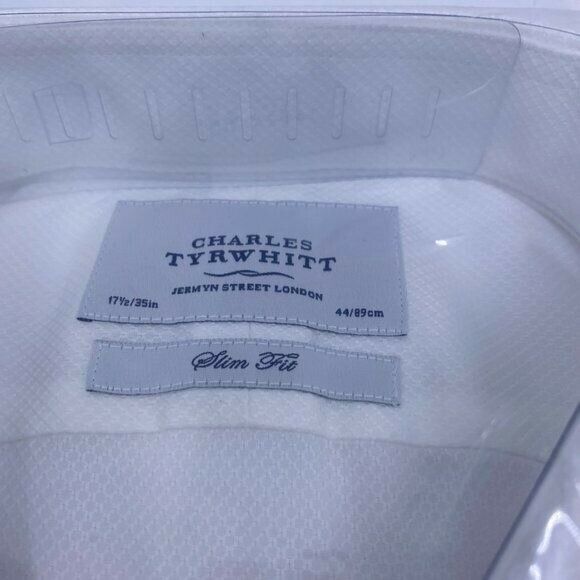 CHARLES
TYRWHITT
JERMYN STREET LONDON
17½/35in 44/89cm
Slim Fit